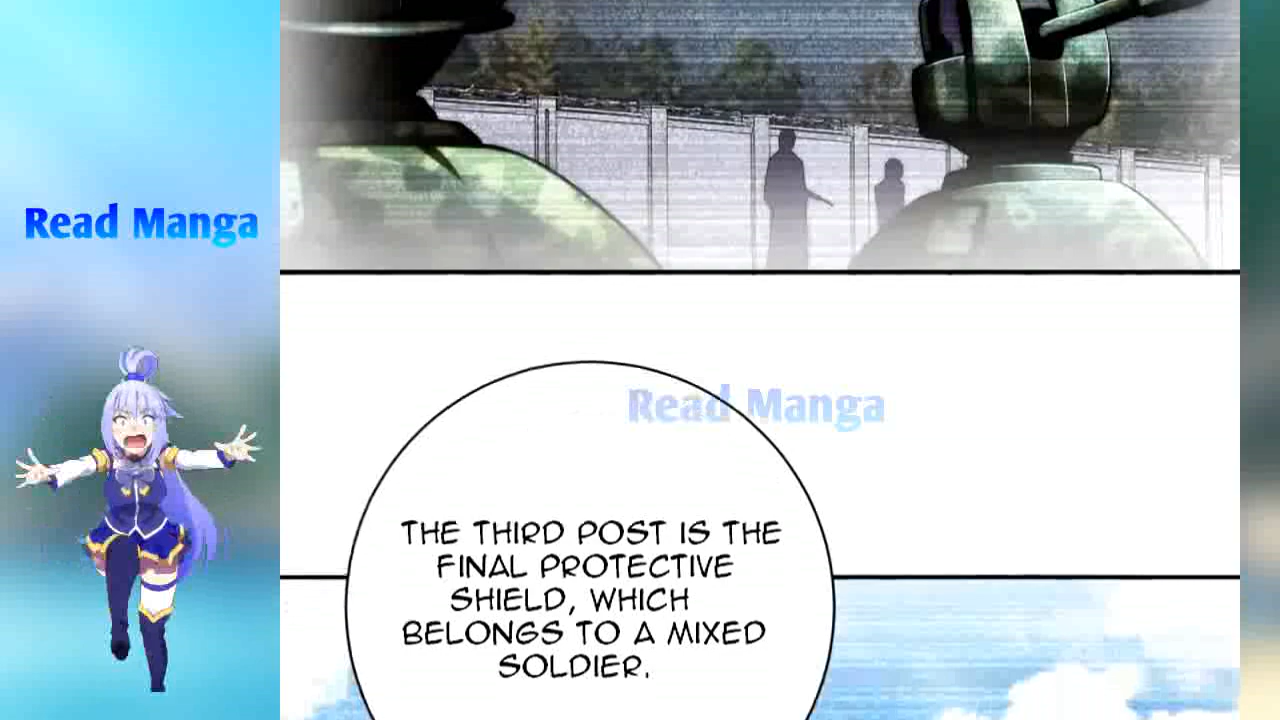 Read Manga
Read Manga
THE THIRD POST IS THE
FINAL PROTECTIVE
SHIELD, WHICH
BELONGS TO A MIXED
SOLDIER.